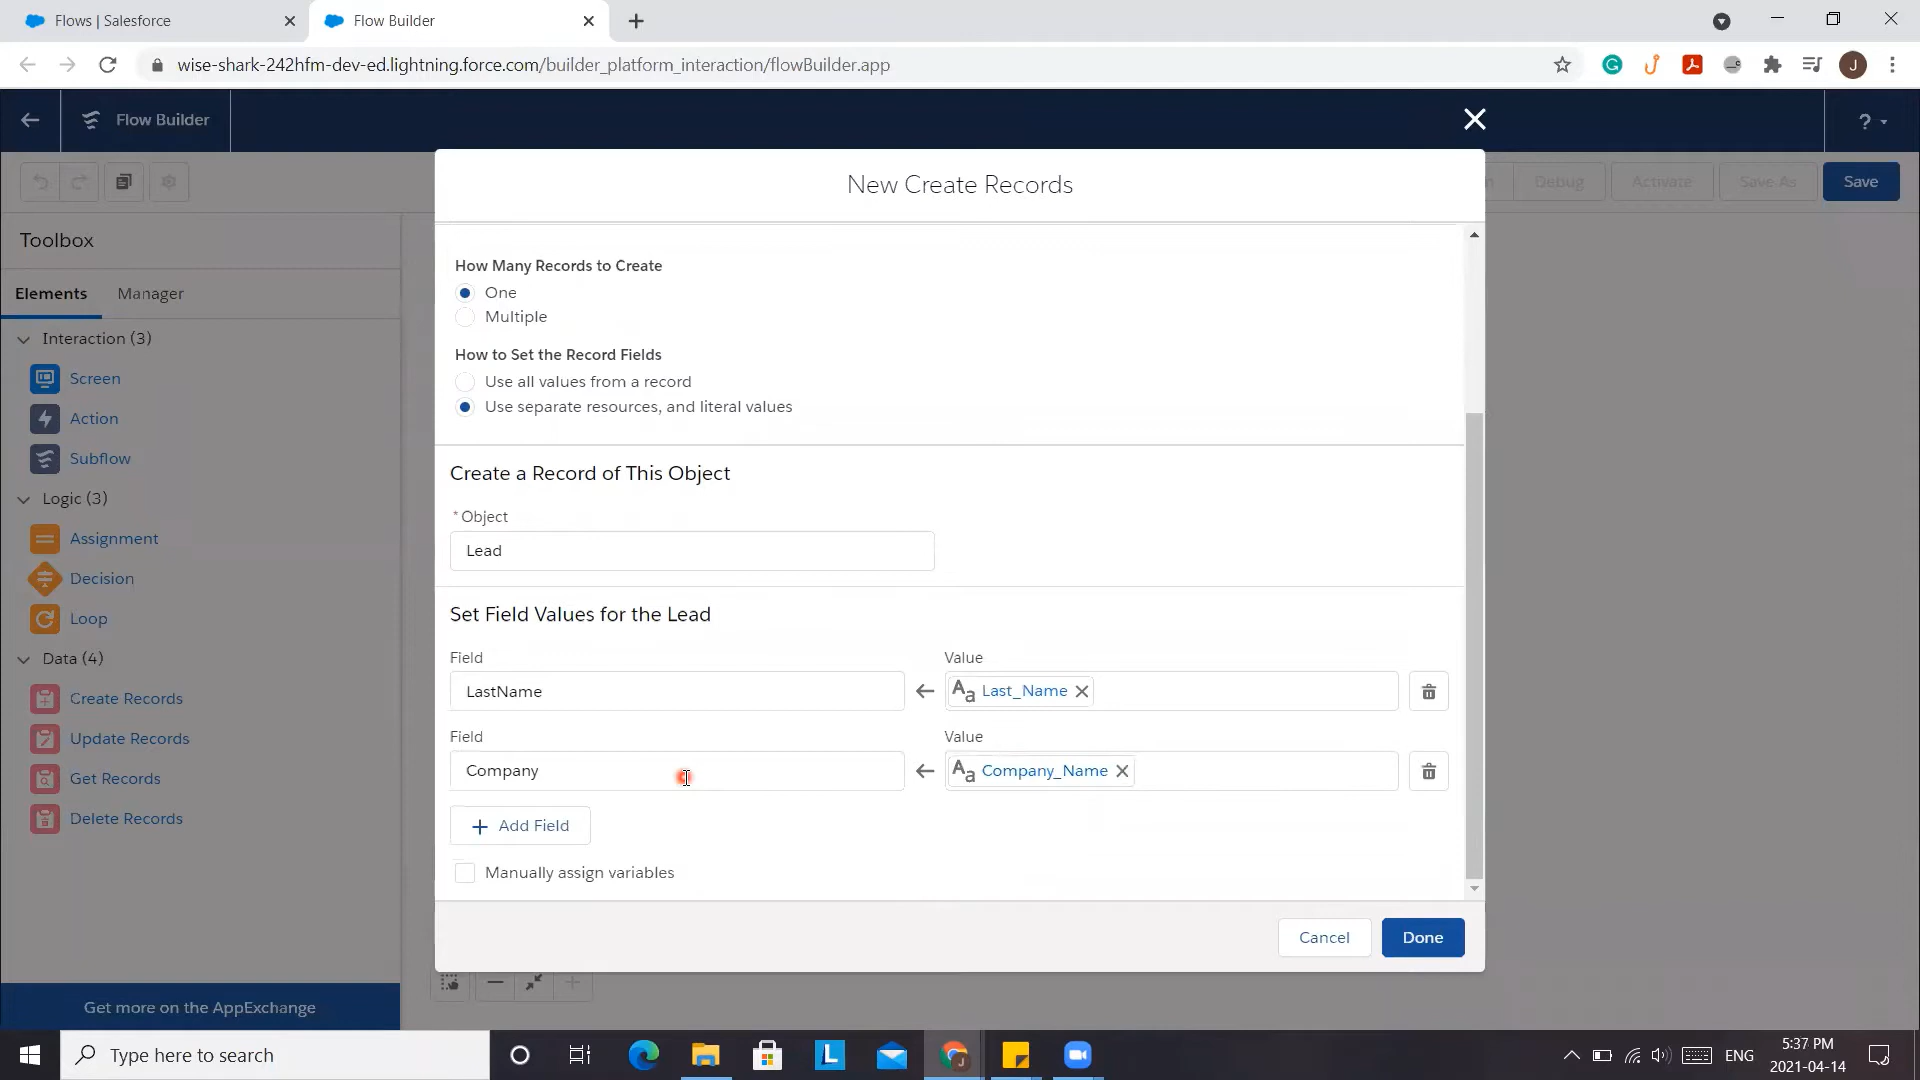 Flows | Salesforce
Flow Builder
wise-shark-242hfm-dev-ed.lightning.force.com/builder_platform_interaction/flowBuilder.app
J
Flow Builder
?
New Create Records
Debug
Activate
Save As
Save
Toolbox
Elements
Manager
Interaction (3)
Screen
Action
Subflow
Logic (3)
Assignment
Decision
Loop
Data (4)
Create Records
Update Records
Get Records
Delete Records
Get more on the AppExchange
How Many Records to Create
One
Multiple
How to Set the Record Fields
Use all values from a record
Use separate resources, and literal values
Create a Record of This Object
* Object
Lead
Set Field Values for the Lead
Field Value
LastName Aa Last_Name
Field Value
Company Aa Company_Name
+ Add Field
Manually assign variables
Cancel
Done
Type here to search
L
J
ENG
5:37 PM
2021-04-14